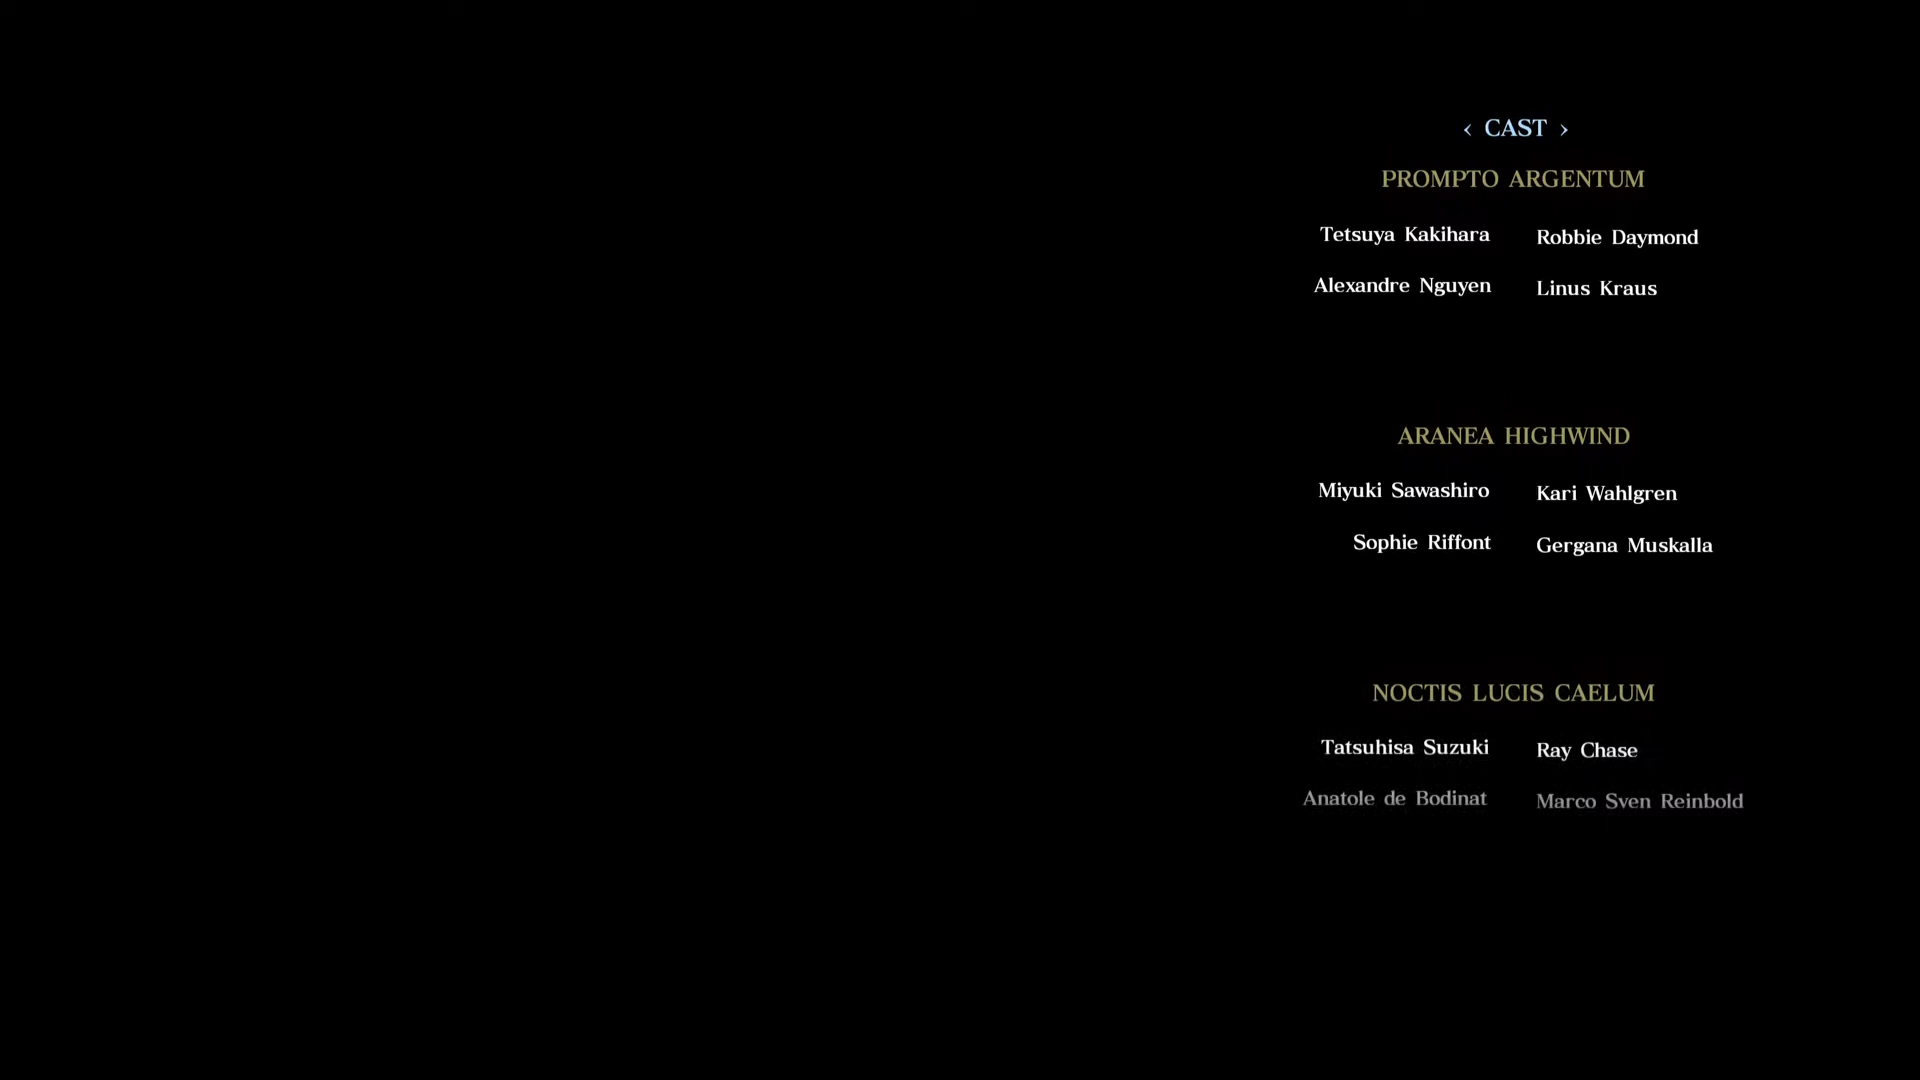 ‹ CAST ›
PROMPTO ARGENTUM
Tetsuya Kakihara Robbie Daymond
Alexandre Nguyen Linus Kraus
ARANEA HIGHWIND
Miyuki Sawashiro Kari Wahlgren
Sophie Riffont Gergana Muskalla
NOCTIS LUCIS CAELUM
Tatsuhisa Suzuki Ray Chase
Anatole de Bodinat Marco Sven Reinbold